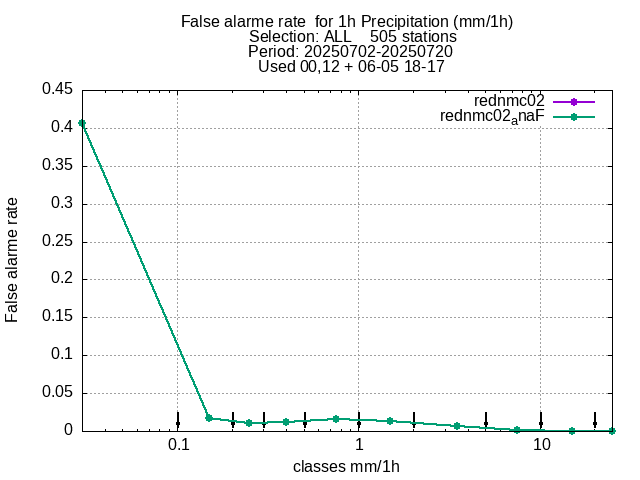 False alarme rate  for 1h Precipitation (mm/1h)
Selection: ALL    505 stations
Period: 20250702-20250720
Used 00,12 + 06-05 18-17
rednmc02
rednmc02anaF
0.45
0.4
0.35
0.3
0.25
0.2
0.15
0.1
0.05
0
False alarme rate
0.1
1
10
classes mm/1h